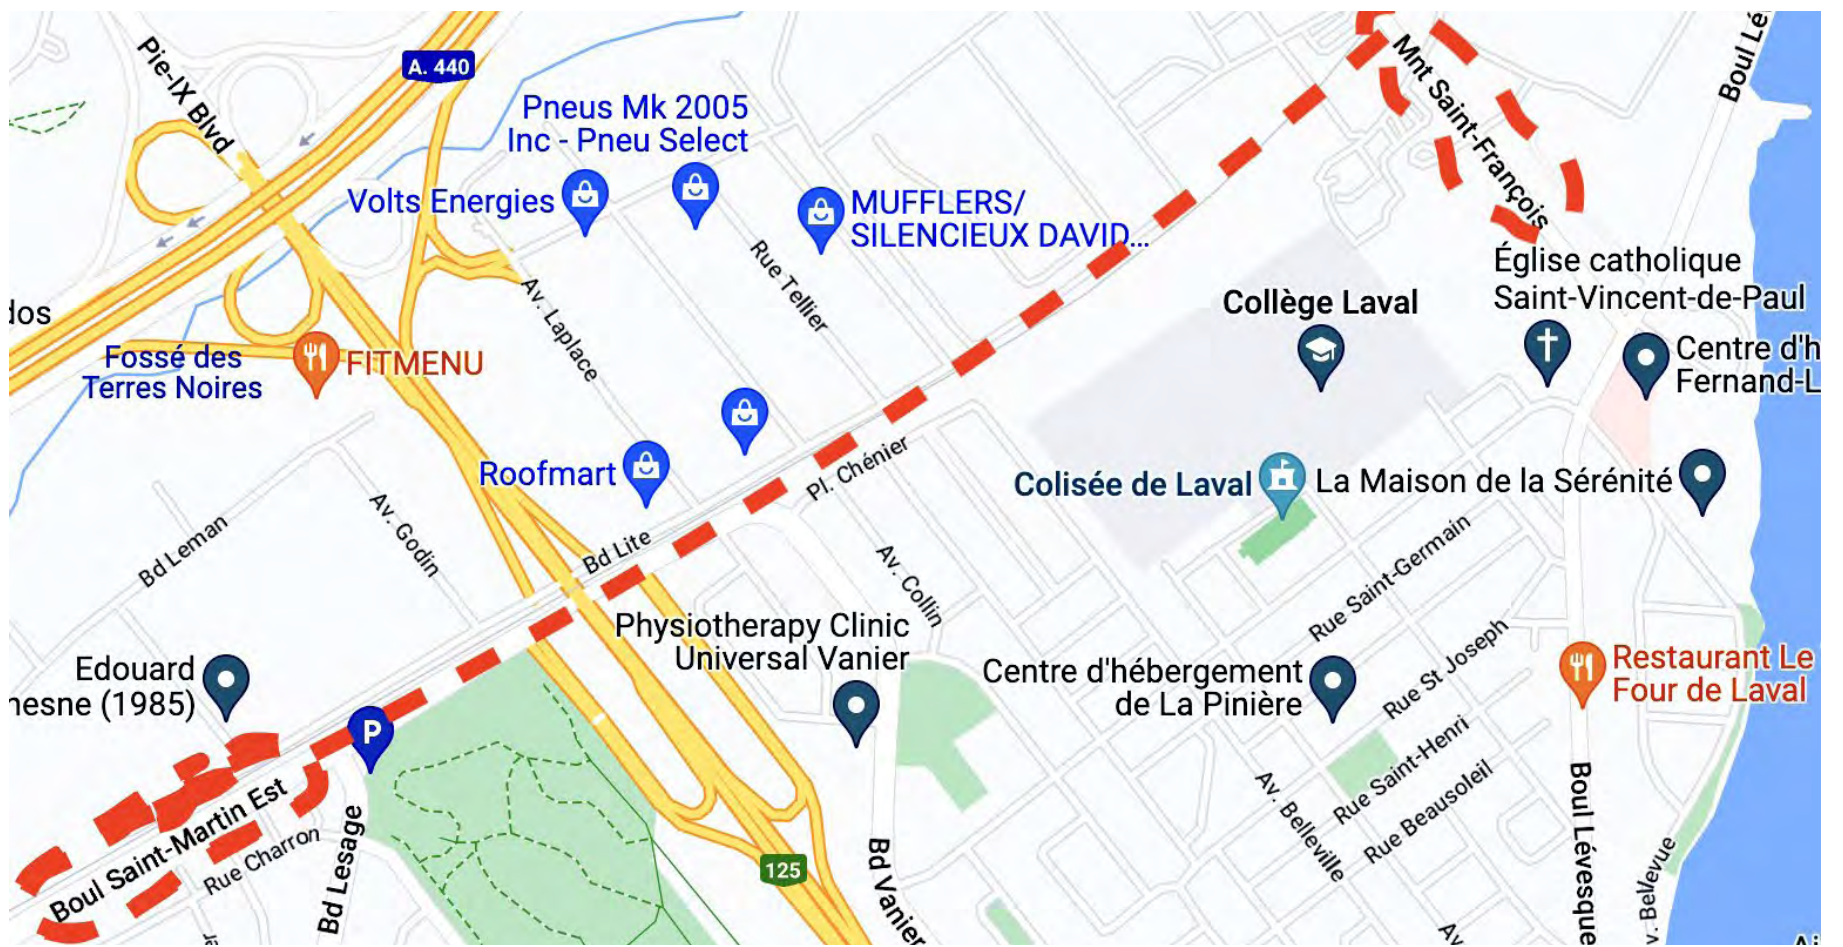 Pie-IX Blvd
A. 440
Pneus Mk 2005
Inc - Pneu Select
Volts Energies
MUFFLERS/
SILENCIEUX DAVID...
Mnt Saint-François
Boul Lé
Église catholique
Saint-Vincent-de-Paul
Collège Laval
Centre d'h
Fernand-L
dos
Fossé des
Terres Noires
FITMENU
Av. Laplace
Rue Tellier
Roofmart
Pl. Chénier
Colisée de Laval
La Maison de la Sérénité
Bd Leman
Av. Godin
Bd Lite
Av. Collin
Rue Saint-Germain
Physiotherapy Clinic
Universal Vanier
Edouard
nesne (1985)
Centre d'hébergement
de La Pinière
Rue St Joseph
Restaurant Le
Four de Laval
P
Rue Saint-Henri
Rue Beausoleil
Av. Belleville
Boul Saint-Martin Est
Rue Charron
Bd Lesage
125
Bd Vanier
Boul Lévesque
v. Bellevue
Av
Ai